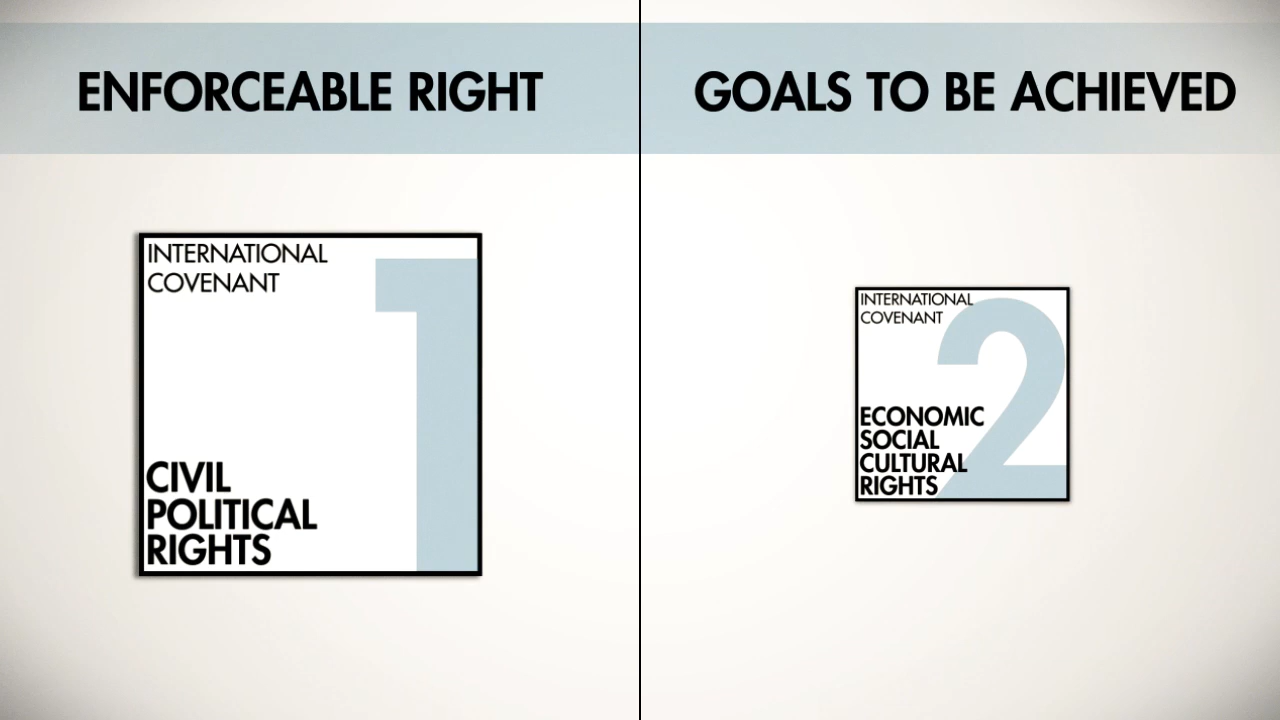 ENFORCEABLE RIGHT
INTERNATIONAL
COVENANT
1
CIVIL
POLITICAL
RIGHTS
GOALS TO BE ACHIEVED
INTERNATIONAL
COVENANT
2
ECONOMIC
SOCIAL
CULTURAL
RIGHTS